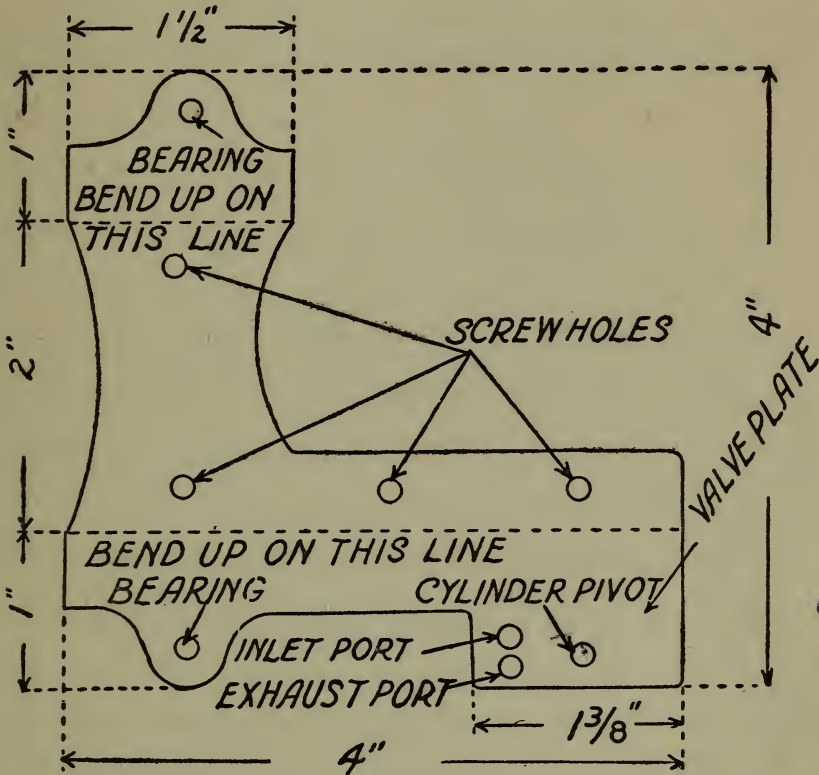 1½"
1"
BEARING
BEND UP ON
THIS LINE
2"
SCREW HOLES
4"
VALVE PLATE
1"
BEND UP ON THIS LINE
BEARING
CYLINDER PIVOT
INLET PORT
EXHAUST PORT
1⅜"
4"